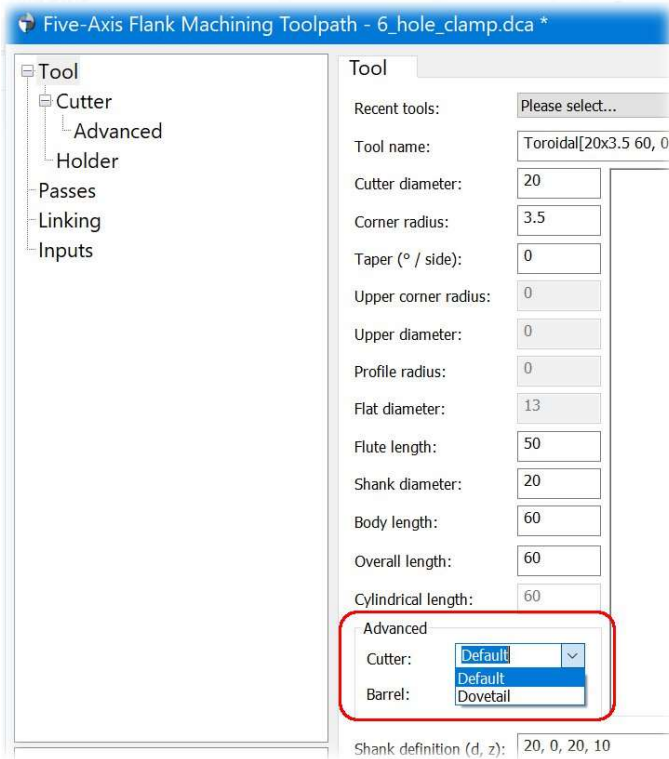 Five-Axis Flank Machining Toolpath - 6_hole_clamp.dca *
Tool
Cutter
Advanced
Holder
Passes
Linking
Inputs
Tool
Recent tools: Please select...
Tool name: Toroidal[20x3.5 60, 0
Cutter diameter: 20
Corner radius: 3.5
Taper (° / side): 0
Upper corner radius: 0
Upper diameter: 0
Profile radius: 0
Flat diameter: 13
Flute length: 50
Shank diameter: 20
Body length: 60
Overall length: 60
Cylindrical length: 60
Advanced
Cutter: Default
Default
Barrel: Dovetail
Shank definition (d, z): 20, 0, 20, 10